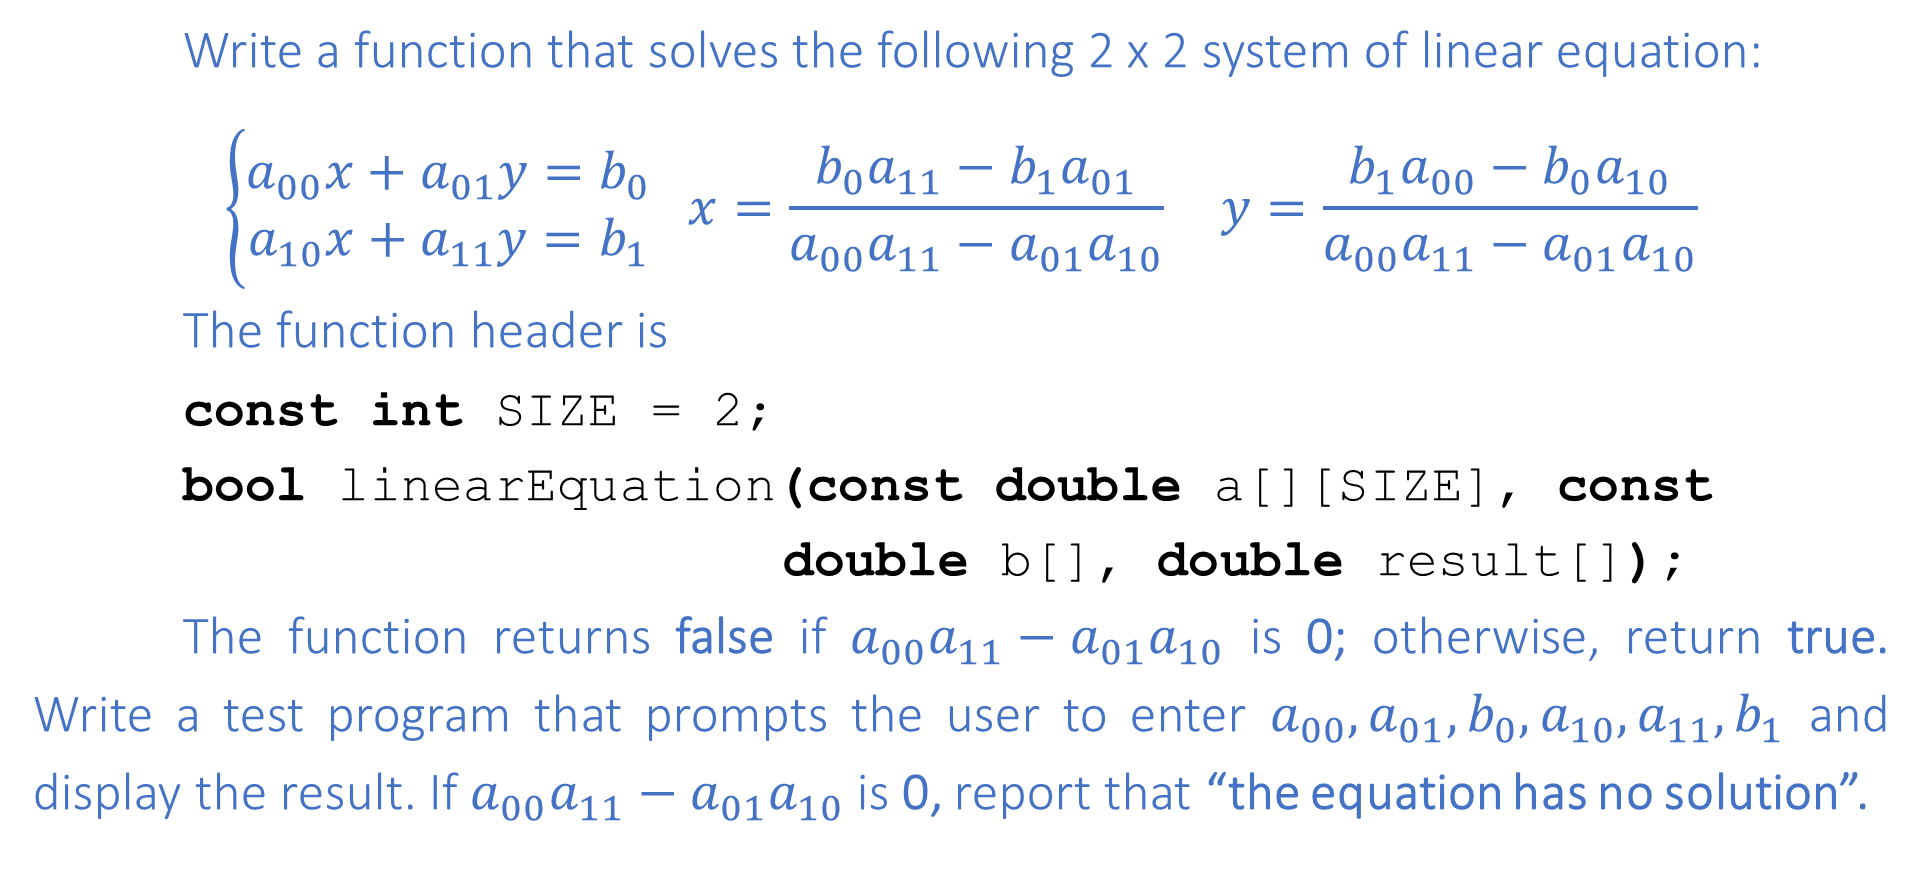 Write a function that solves the following 2 x 2 system of linear equation:
{a₀₀x + a₀₁y = b₀
a₁₀x + a₁₁y = b₁ x = (b₀a₁₁ − b₁a₀₁)/(a₀₀a₁₁ − a₀₁a₁₀) y = (b₁a₀₀ − b₀a₁₀)/(a₀₀a₁₁ − a₀₁a₁₀)
The function header is
const int SIZE = 2;
bool linearEquation(const double a[][SIZE], const
double b[], double result[]);
The function returns false if a₀₀a₁₁ − a₀₁a₁₀ is 0; otherwise, return true.
Write a test program that prompts the user to enter a₀₀, a₀₁, b₀, a₁₀, a₁₁, b₁ and
display the result. If a₀₀a₁₁ − a₀₁a₁₀ is 0, report that “the equation has no solution”.